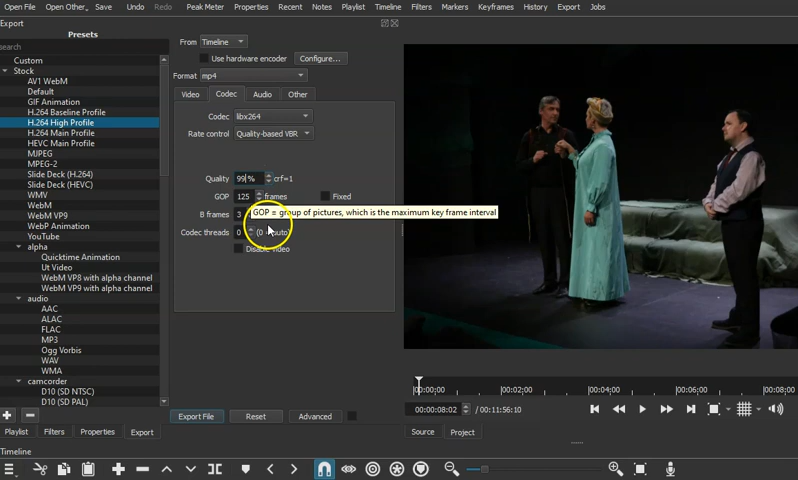 Open File Open Other... Save Undo Redo Peak Meter Properties Recent Notes Playlist Timeline Filters Markers Keyframes History Export Jobs
Export
Presets
search
Custom
Stock
AV1 WebM
Default
GIF Animation
H.264 Baseline Profile
H.264 High Profile
H.264 Main Profile
HEVC Main Profile
MJPEG
MPEG-2
Slide Deck (H.264)
Slide Deck (HEVC)
WMV
WebM
WebM VP9
WebP Animation
YouTube
alpha
Quicktime Animation
Ut Video
WebM VP8 with alpha channel
WebM VP9 with alpha channel
audio
AAC
ALAC
FLAC
MP3
Ogg Vorbis
WAV
WMA
camcorder
D10 (SD NTSC)
D10 (SD PAL)
From Timeline
Use hardware encoder Configure...
Format mp4
Video Codec Audio Other
Codec libx264
Rate control Quality-based VBR
Quality 99 % crf=1
GOP 125 frames Fixed
B frames 3 GOP = group of pictures, which is the maximum key frame interval
Codec threads 0 (0 auto
Disable video
Export File Reset Advanced
Playlist Filters Properties Export
00:00:00 00:00:02 00:00:04 00:00:06 00:00:08
00:00:08:02 / 00:11:56:10
Source Project
Timeline